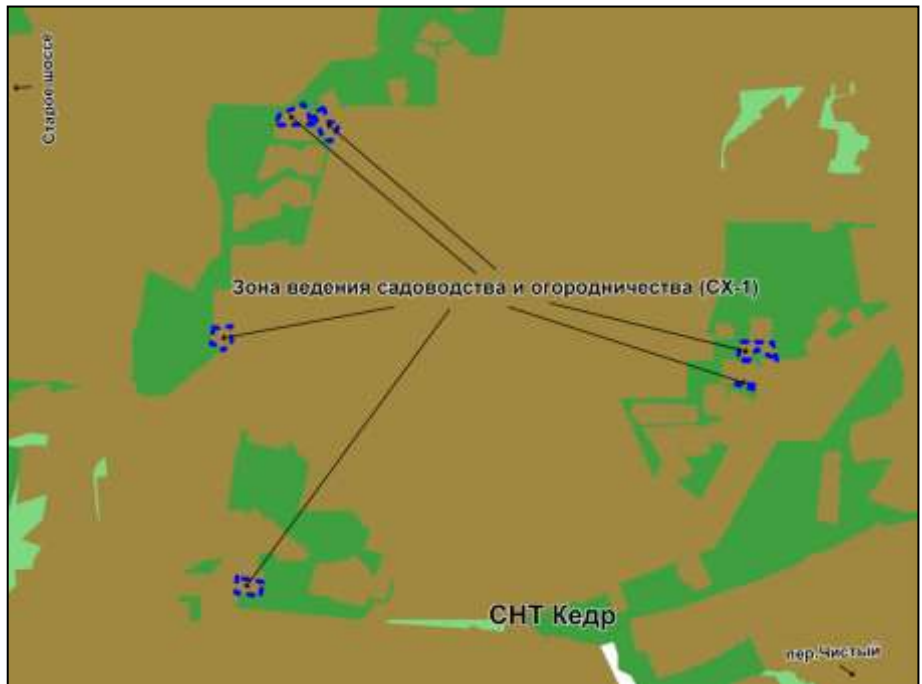 Старое шоссе
Зона ведения садоводства и огородничества (СХ-1)
СНТ Кедр
пер.Чистый